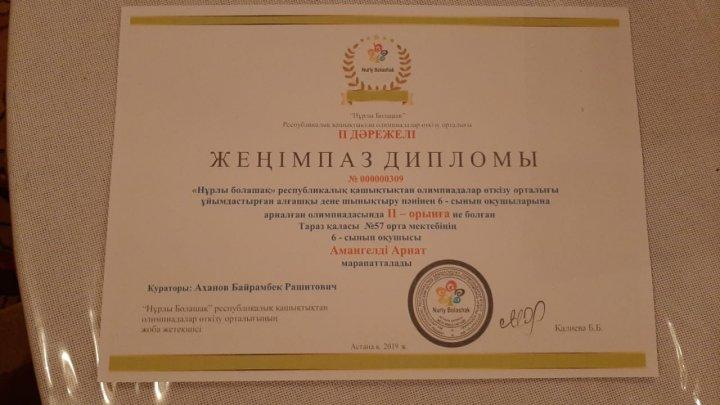 Nurly Bolashak
"Нұрлы Болашақ"
Республикалық қашықтықтан олимпиадалар өткізу орталығы
ІІ ДӘРЕЖЕЛІ
ЖЕҢІМПАЗ ДИПЛОМЫ
№ 000000309
«Нұрлы болашақ» республикалық қашықтықтан олимпиадалар өткізу орталығы
ұйымдастырған алғашқы дене шынықтыру пәнінен 6 - сынып оқушыларына
арналған олимпиадасында ІІ – орынға ие болған
Тараз қаласы №57 орта мектебінің
6 - сынып оқушысы
Амангелді Арнат
марапатталады
Кураторы: Аханов Байрамбек Рашитович
"Нұрлы Болашақ" республикалық қашықтықтан
олимпиадалар өткізу орталығының
жоба жетекшісі
Nurly Bolashak
Калиева Б.Б.
Астана қ. 2019 ж.